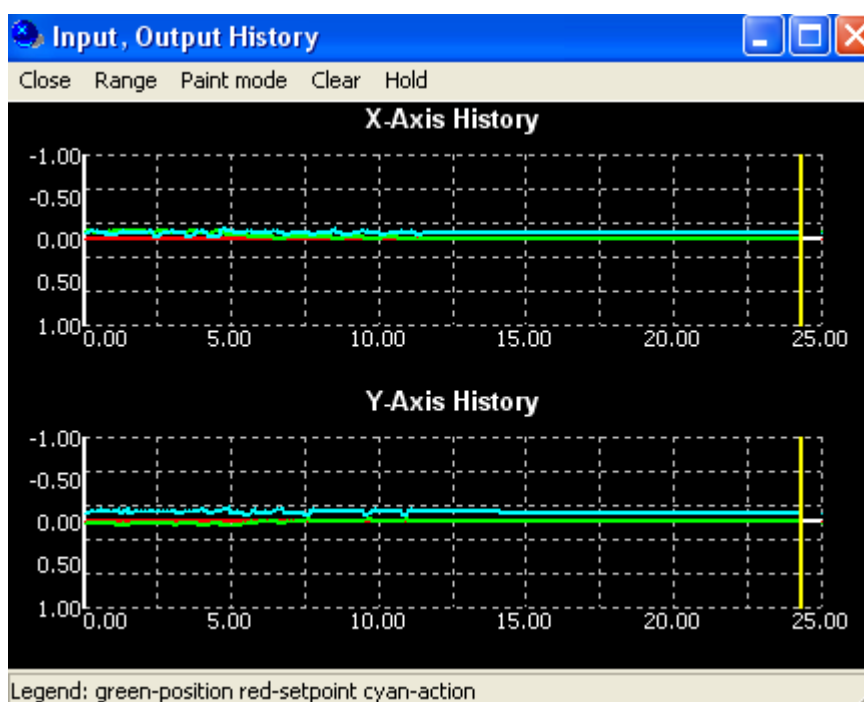 Input, Output History
Close Range Paint mode Clear Hold
X-Axis History
-1.00
-0.50
0.00
0.50
1.00
0.00 5.00 10.00 15.00 20.00 25.00
Y-Axis History
-1.00
-0.50
0.00
0.50
1.00
0.00 5.00 10.00 15.00 20.00 25.00
Legend: green-position red-setpoint cyan-action